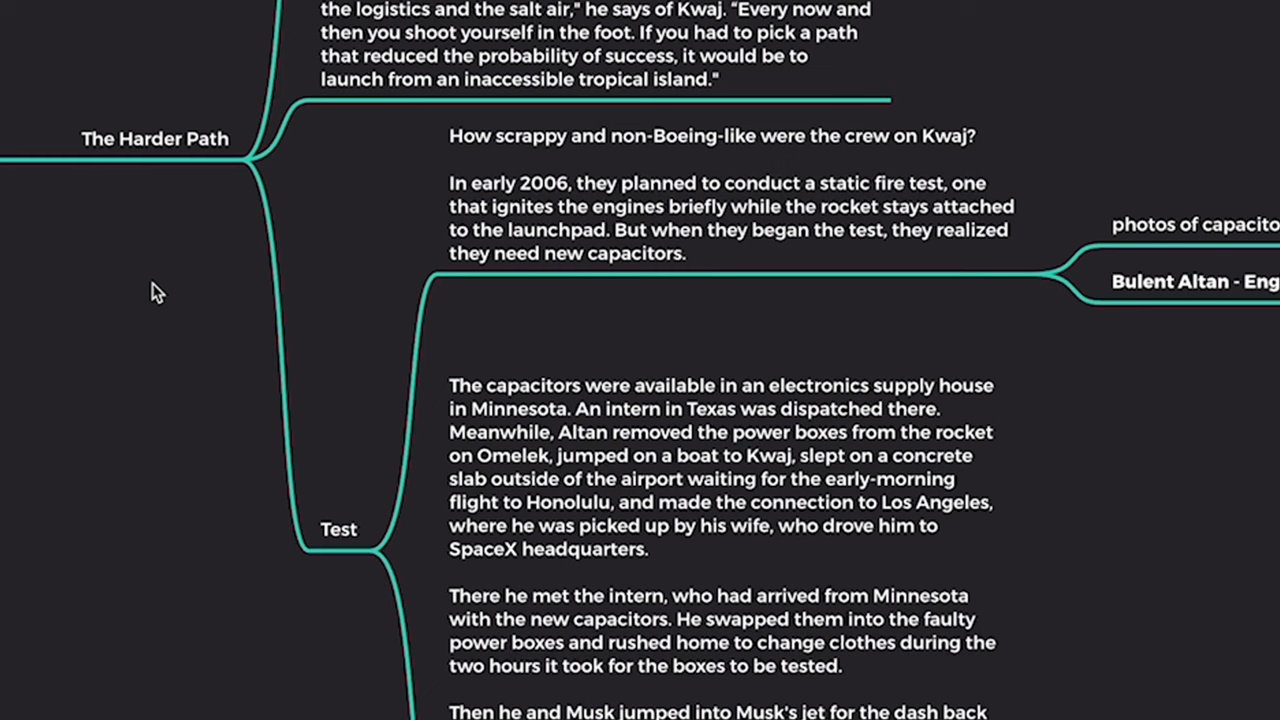 the logistics and the salt air," he says of Kwaj. “Every now and
then you shoot yourself in the foot. If you had to pick a path
that reduced the probability of success, it would be to
launch from an inaccessible tropical island."
The Harder Path
How scrappy and non-Boeing-like were the crew on Kwaj?
In early 2006, they planned to conduct a static fire test, one
that ignites the engines briefly while the rocket stays attached
to the launchpad. But when they began the test, they realized
they need new capacitors.
photos of capacito
Bulent Altan - Eng
The capacitors were available in an electronics supply house
in Minnesota. An intern in Texas was dispatched there.
Meanwhile, Altan removed the power boxes from the rocket
on Omelek, jumped on a boat to Kwaj, slept on a concrete
slab outside of the airport waiting for the early-morning
flight to Honolulu, and made the connection to Los Angeles,
where he was picked up by his wife, who drove him to
SpaceX headquarters.
Test
There he met the intern, who had arrived from Minnesota
with the new capacitors. He swapped them into the faulty
power boxes and rushed home to change clothes during the
two hours it took for the boxes to be tested.
Then he and Musk jumped into Musk's jet for the dash back